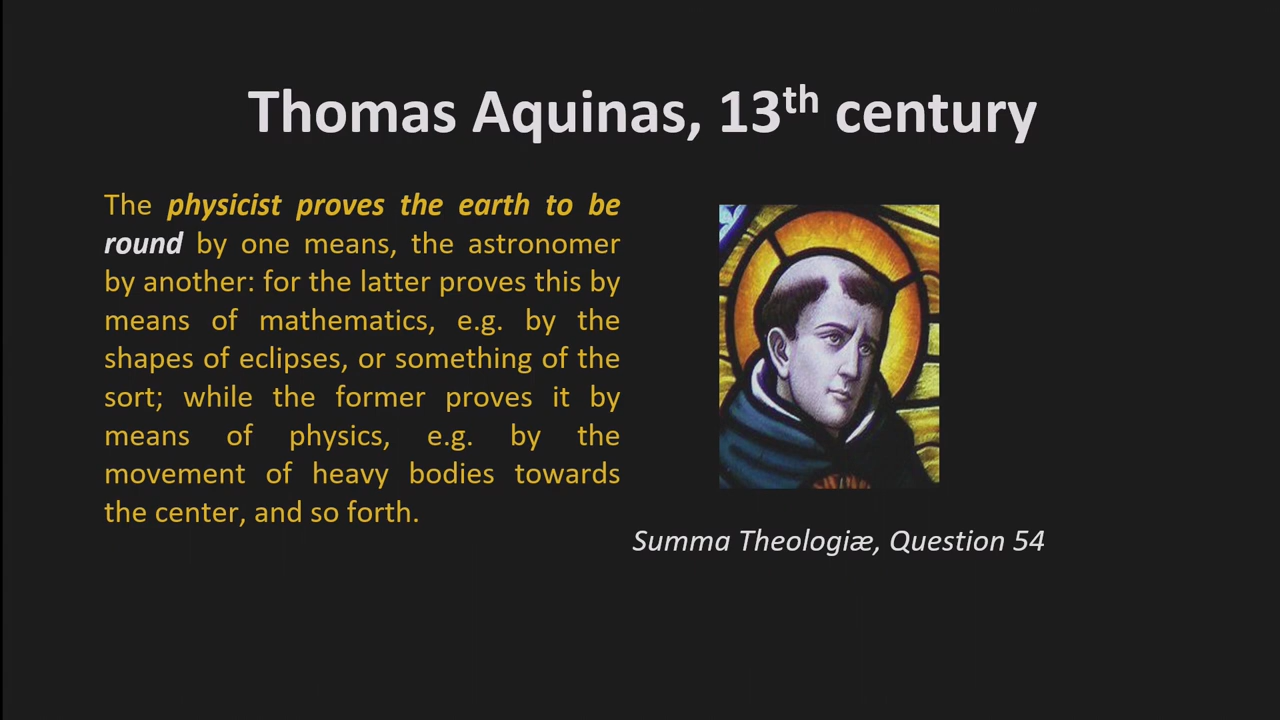 Thomas Aquinas, 13th century
The physicist proves the earth to be
round by one means, the astronomer
by another: for the latter proves this by
means of mathematics, e.g. by the
shapes of eclipses, or something of the
sort; while the former proves it by
means of physics, e.g. by the
movement of heavy bodies towards
the center, and so forth.
Summa Theologiæ, Question 54